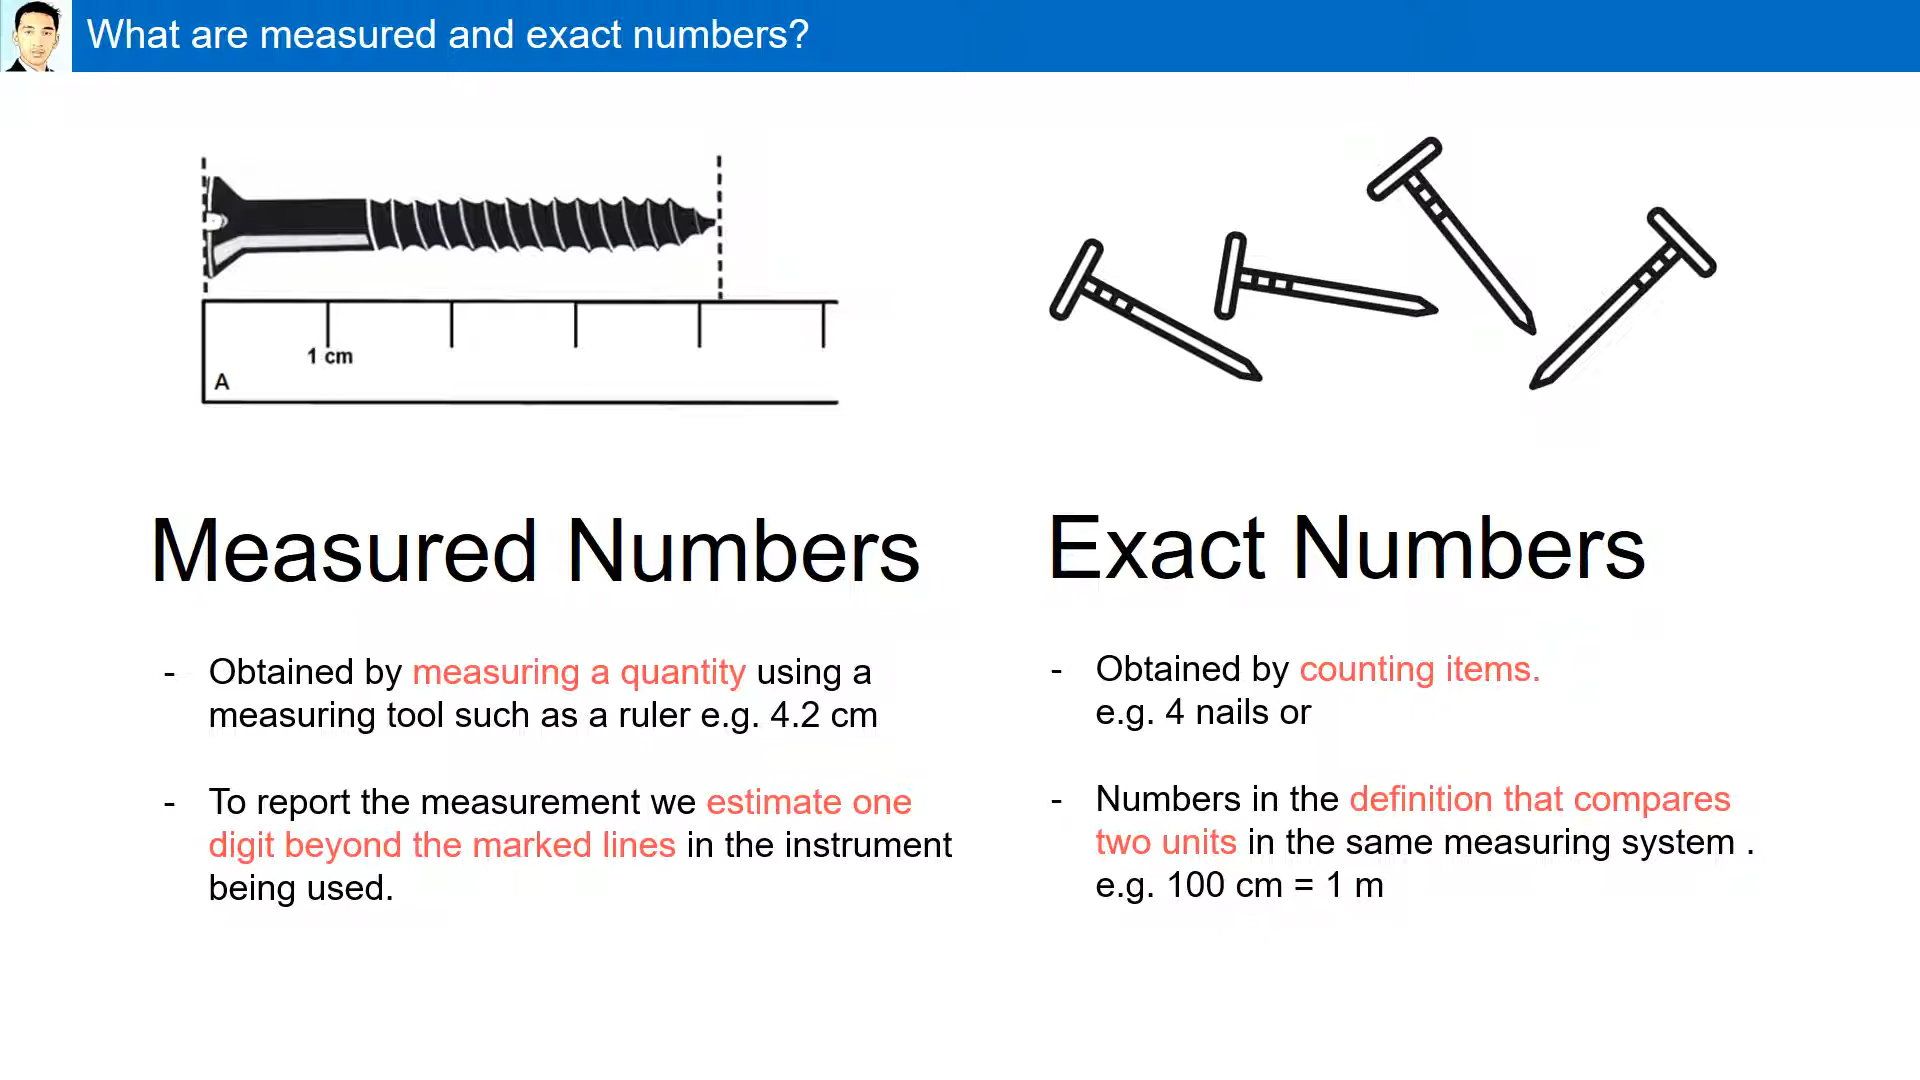 What are measured and exact numbers?
1 cm
A
Measured Numbers
- Obtained by measuring a quantity using a
measuring tool such as a ruler e.g. 4.2 cm
- To report the measurement we estimate one
digit beyond the marked lines in the instrument
being used.
Exact Numbers
- Obtained by counting items.
e.g. 4 nails or
- Numbers in the definition that compares
two units in the same measuring system .
e.g. 100 cm = 1 m